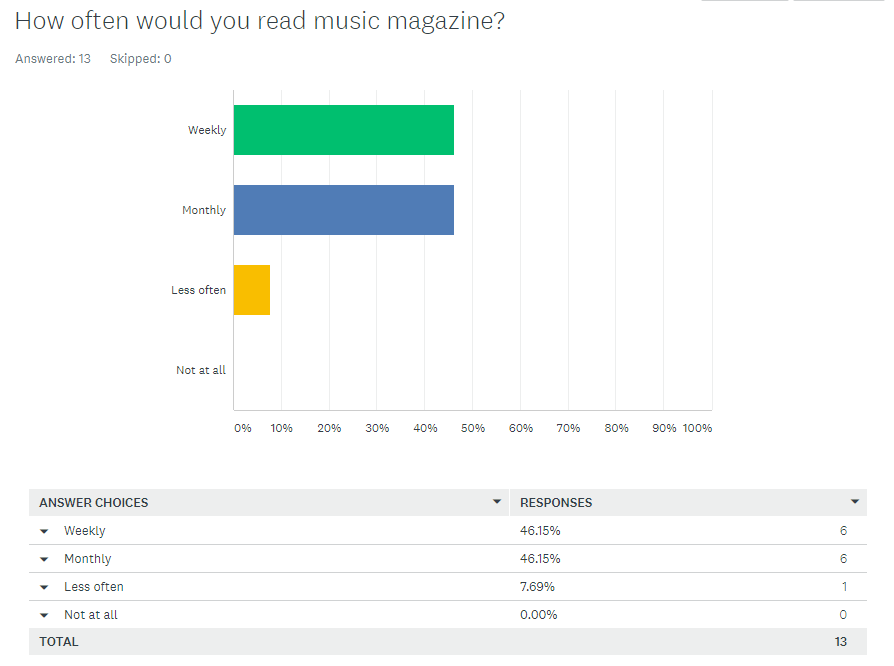 How often would you read music magazine?
Answered: 13 Skipped: 0
Weekly
Monthly
Less often
Not at all
0% 10% 20% 30% 40% 50% 60% 70% 80% 90% 100%
ANSWER CHOICES RESPONSES
Weekly 46.15% 6
Monthly 46.15% 6
Less often 7.69% 1
Not at all 0.00% 0
TOTAL 13